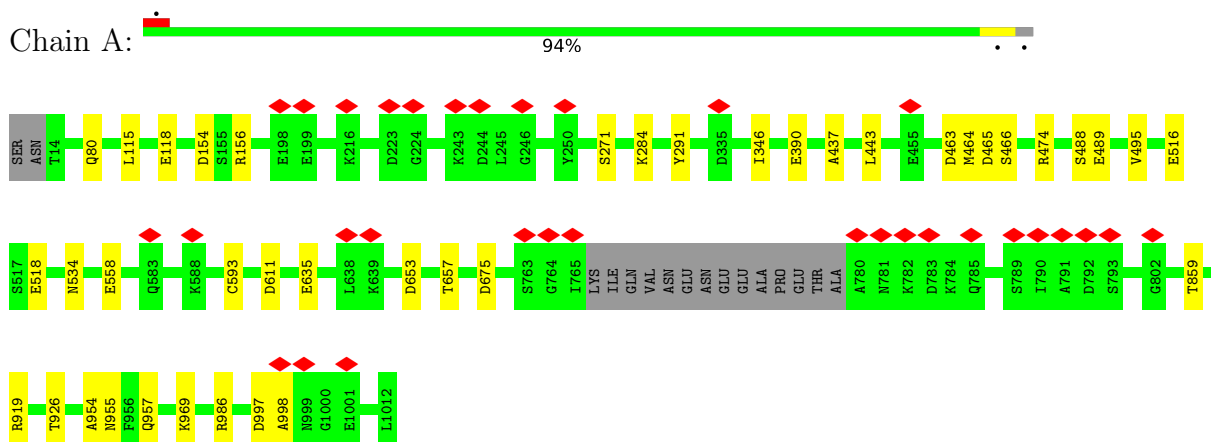 Chain A:
94%
SER ASN T14 Q80 L115 E118 D154 S155 R156 E198 E199 K216 D223 G224 K243 D244 L245 G246 Y250 S271 K284 Y291 D335 I346 E390 A437 L443 E455 D463 M464 D465 S466 R474 S488 E489 V495 E516
S517 E518 N534 E558 Q583 K588 C593 D611 E635 L638 K639 D653 T657 D675 S763 G764 I765 LYS ILE GLN VAL ASN GLU ASN GLU GLU ALA PRO GLU THR ALA A780 N781 K782 D783 K784 Q785 S789 I790 A791 D792 S793 G802 T859
R919 T926 A954 N955 F956 Q957 K969 R986 D997 A998 N999 G1000 E1001 L1012